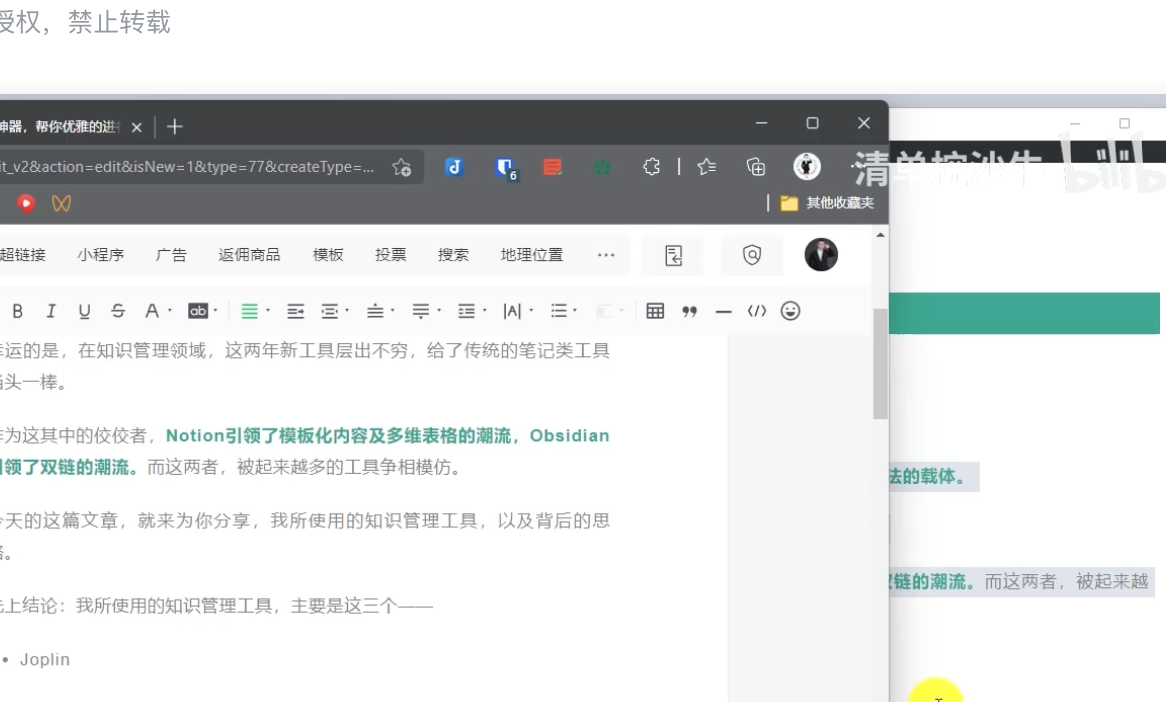 授权，禁止转载
神器，帮你优雅的进行
it_v2&action=edit&isNew=1&type=77&createType=...
6
清单控沙牛
bilibili
其他收藏夹
超链接 小程序 广告 返佣商品 模板 投票 搜索 地理位置 ...
幸运的是，在知识管理领域，这两年新工具层出不穷，给了传统的笔记类工具
当头一棒。
作为这其中的佼佼者，Notion引领了模板化内容及多维表格的潮流，Obsidian
引领了双链的潮流。而这两者，被起来越多的工具争相模仿。
今天的这篇文章，就来为你分享，我所使用的知识管理工具，以及背后的思
路。
先上结论：我所使用的知识管理工具，主要是这三个——
• Joplin
法的载体。
双链的潮流。而这两者，被起来越